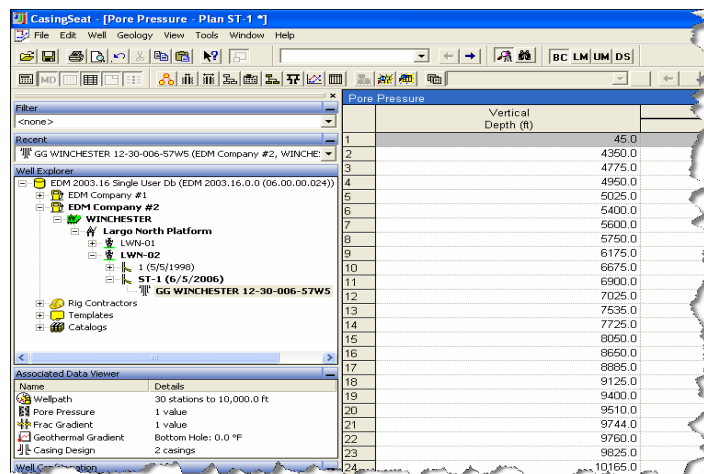 CasingSeat - [Pore Pressure - Plan ST-1 *]
File Edit Well Geology View Tools Window Help
BC LM UM DS
MD
Filter
<none>
Recent
GG WINCHESTER 12-30-006-57W5 (EDM Company #2, WINCHE:
Well Explorer
EDM 2003.16 Single User Db (EDM 2003.16.0.0 (06.00.00.024))
EDM Company #1
EDM Company #2
WINCHESTER
Largo North Platform
LWN-01
LWN-02
1 (5/5/1998)
ST-1 (6/5/2006)
GG WINCHESTER 12-30-006-57W5
Rig Contractors
Templates
Catalogs
Associated Data Viewer
Name Details
Wellpath 30 stations to 10,000.0 ft
Pore Pressure 1 value
Frac Gradient 1 value
Geothermal Gradient Bottom Hole: 0.0 °F
Casing Design 2 casings
Well Configuration
Pore Pressure
Vertical
Depth (ft)
1 45.0
2 4350.0
3 4775.0
4 4950.0
5 5025.0
6 5400.0
7 5600.0
8 5750.0
9 6175.0
10 6675.0
11 6900.0
12 7025.0
13 7535.0
14 7725.0
15 8050.0
16 8650.0
17 8885.0
18 9125.0
19 9400.0
20 9510.0
21 9744.0
22 9760.0
23 9825.0
24 10165.0